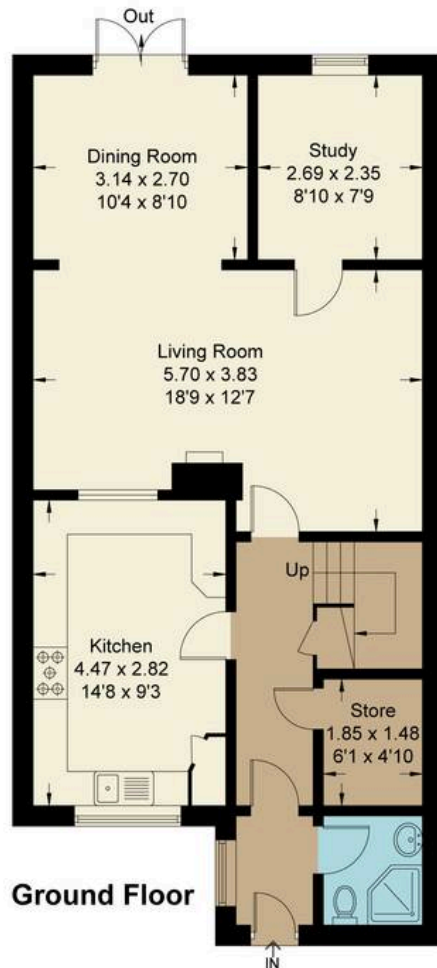 Out
Dining Room
3.14 x 2.70
10'4 x 8'10
Study
2.69 x 2.35
8'10 x 7'9
Living Room
5.70 x 3.83
18'9 x 12'7
Up
Kitchen
4.47 x 2.82
14'8 x 9'3
Store
1.85 x 1.48
6'1 x 4'10
Ground Floor
IN